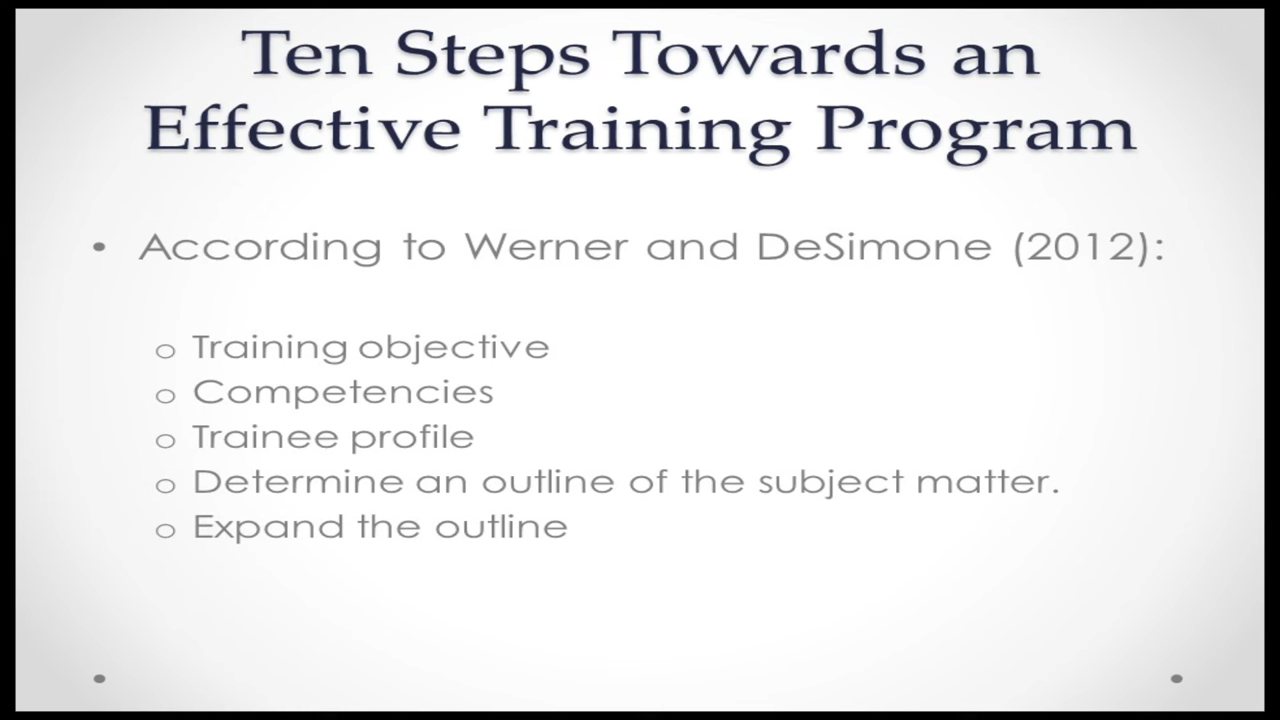 Ten Steps Towards an
Effective Training Program
• According to Werner and DeSimone (2012):
o Training objective
o Competencies
o Trainee profile
o Determine an outline of the subject matter.
o Expand the outline